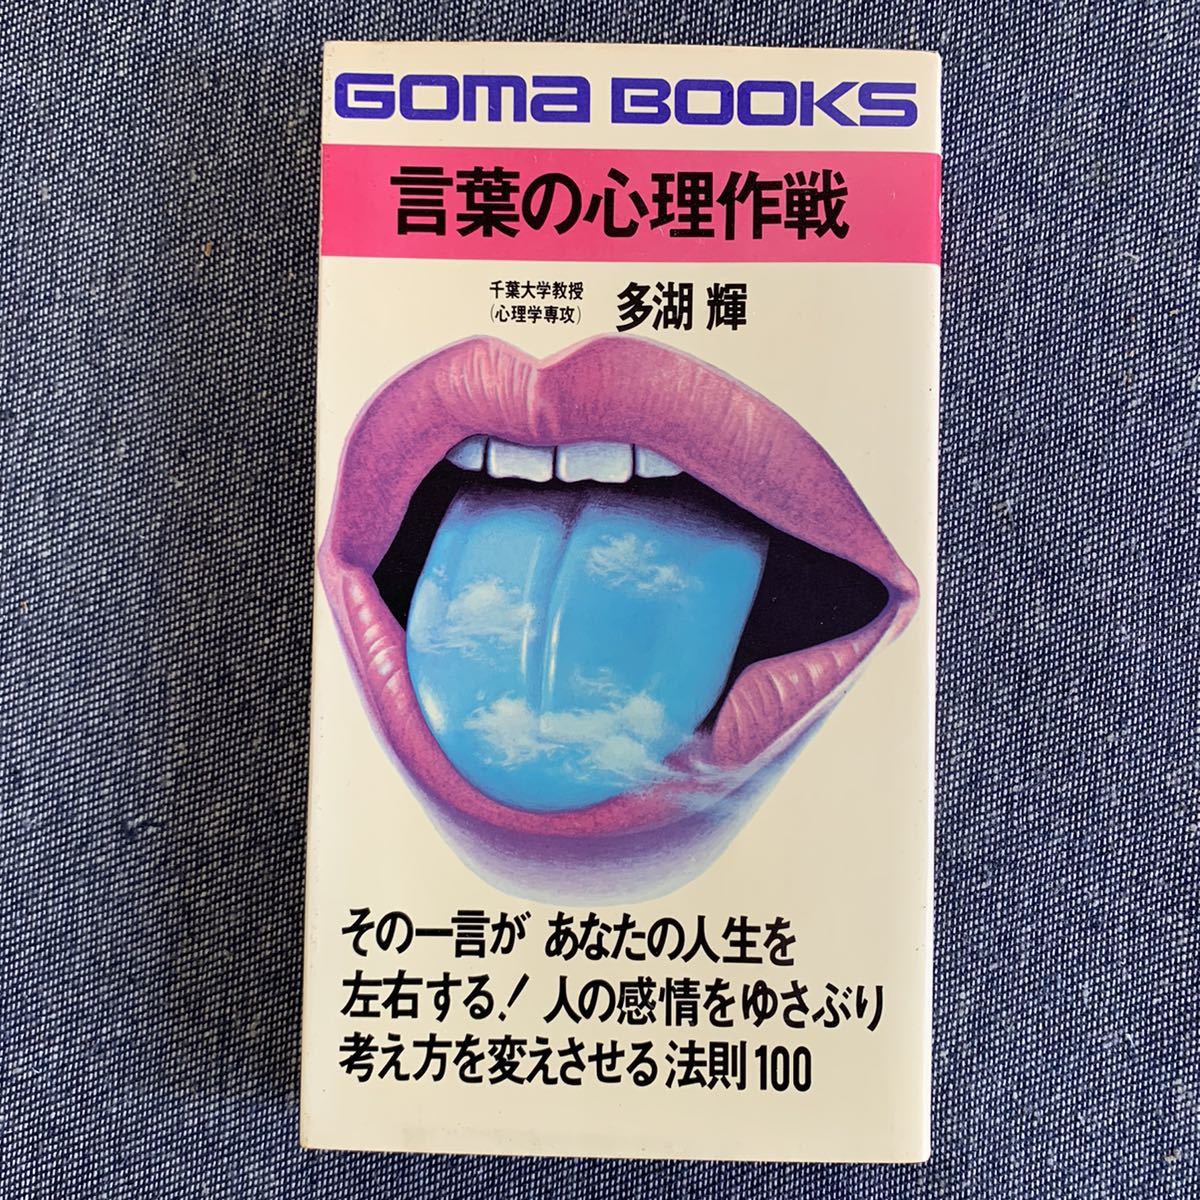 GOMA BOOKS
言葉の心理作戦
千葉大学教授
(心理学専攻)
多湖 輝
その一言が あなたの人生を
左右する! 人の感情をゆさぶり
考え方を変えさせる法則100